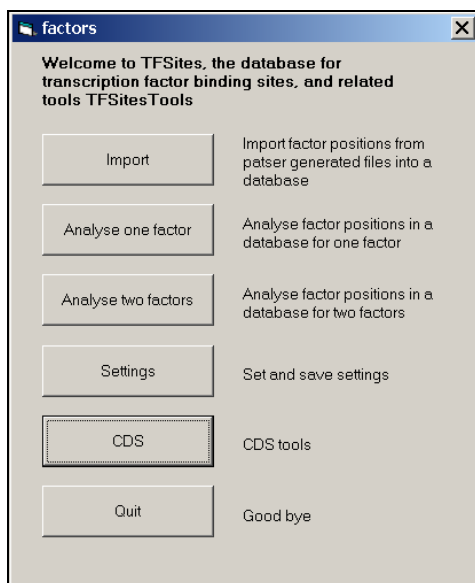 factors
Welcome to TFSites, the database for
transcription factor binding sites, and related
tools TFSitesTools
Import
Import factor positions from
patser generated files into a
database
Analyse one factor
Analyse factor positions in a
database for one factor
Analyse two factors
Analyse factor positions in a
database for two factors
Settings
Set and save settings
CDS
CDS tools
Quit
Good bye